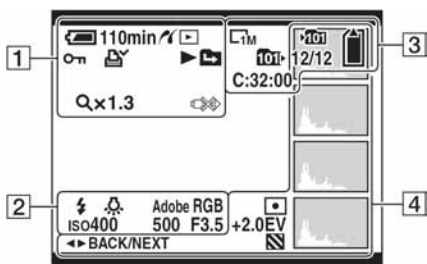 1
110min
101
3
12/12
101
C:32:00
×1.3
2
Adobe RGB
ISO400 500 F3.5
+2.0EV
4
BACK/NEXT
M